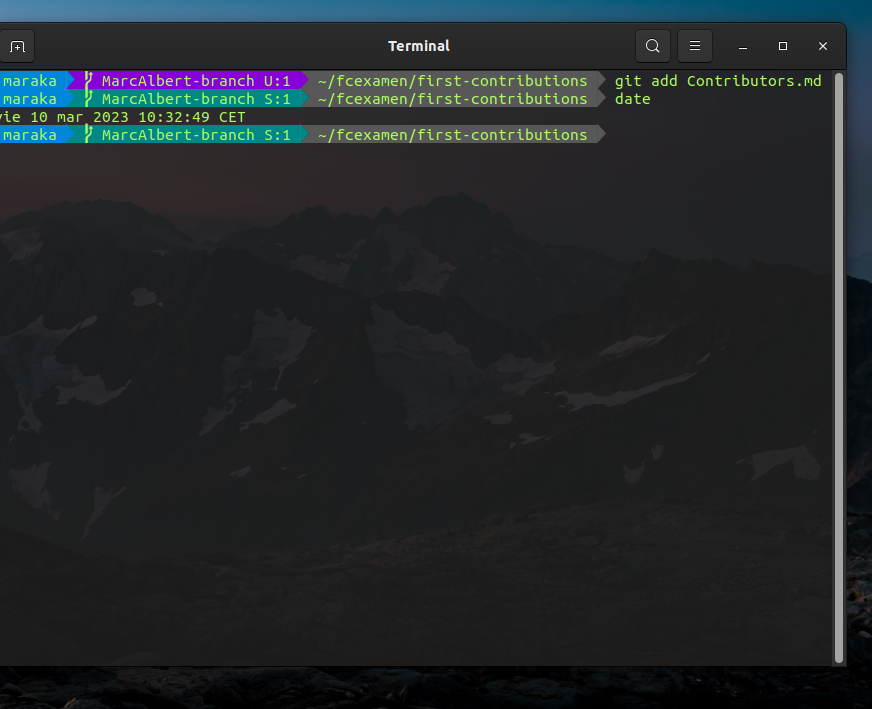 Terminal
maraka MarcAlbert-branch U:1 ~/fcexamen/first-contributions git add Contributors.md
maraka MarcAlbert-branch S:1 ~/fcexamen/first-contributions date
vie 10 mar 2023 10:32:49 CET
maraka MarcAlbert-branch S:1 ~/fcexamen/first-contributions